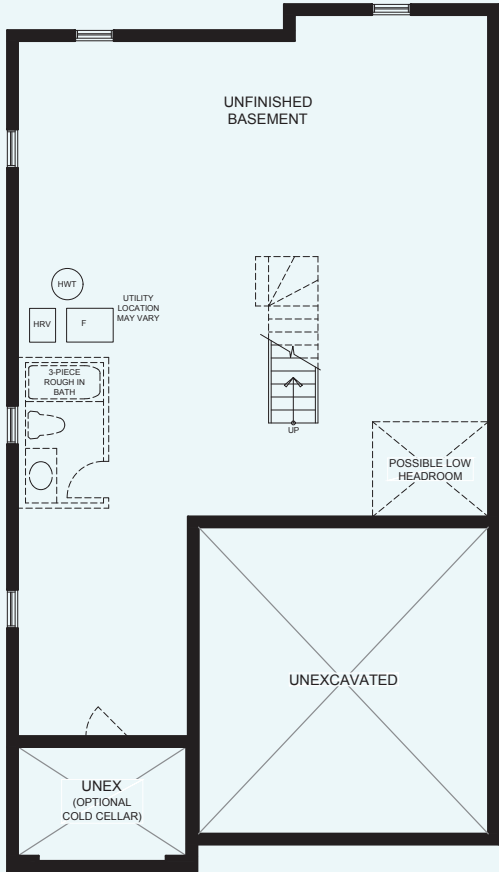 UNFINISHED
BASEMENT
HWT
UTILITY
LOCATION
MAY VARY
HRV
F
3-PIECE
ROUGH IN
BATH
UP
POSSIBLE LOW
HEADROOM
UNEXCAVATED
UNEX
(OPTIONAL
COLD CELLAR)